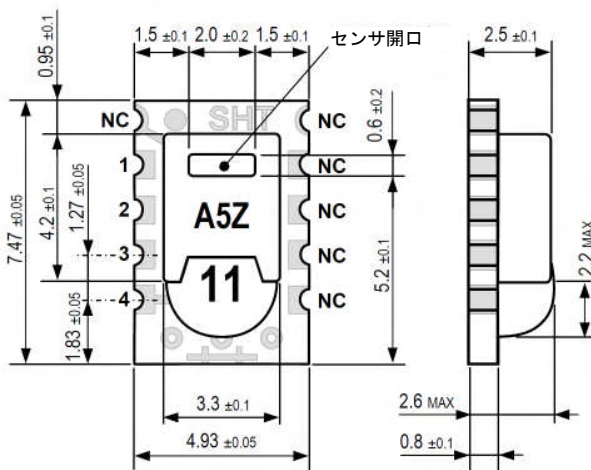 1.5 ±0.1
2.0 ±0.2
1.5 ±0.1
センサ開口
2.5 ±0.1
0.95 ±0.1
NC
SHT
NC
0.6 ±0.2
1
NC
A5Z
2
NC
7.47 ±0.05
4.2 ±0.1
1.27 ±0.05
5.2 ±0.1
3
NC
11
4
NC
1.83 ±0.05
2.2 MAX
3.3 ±0.1
2.6 MAX
4.93 ±0.05
0.8 ±0.1